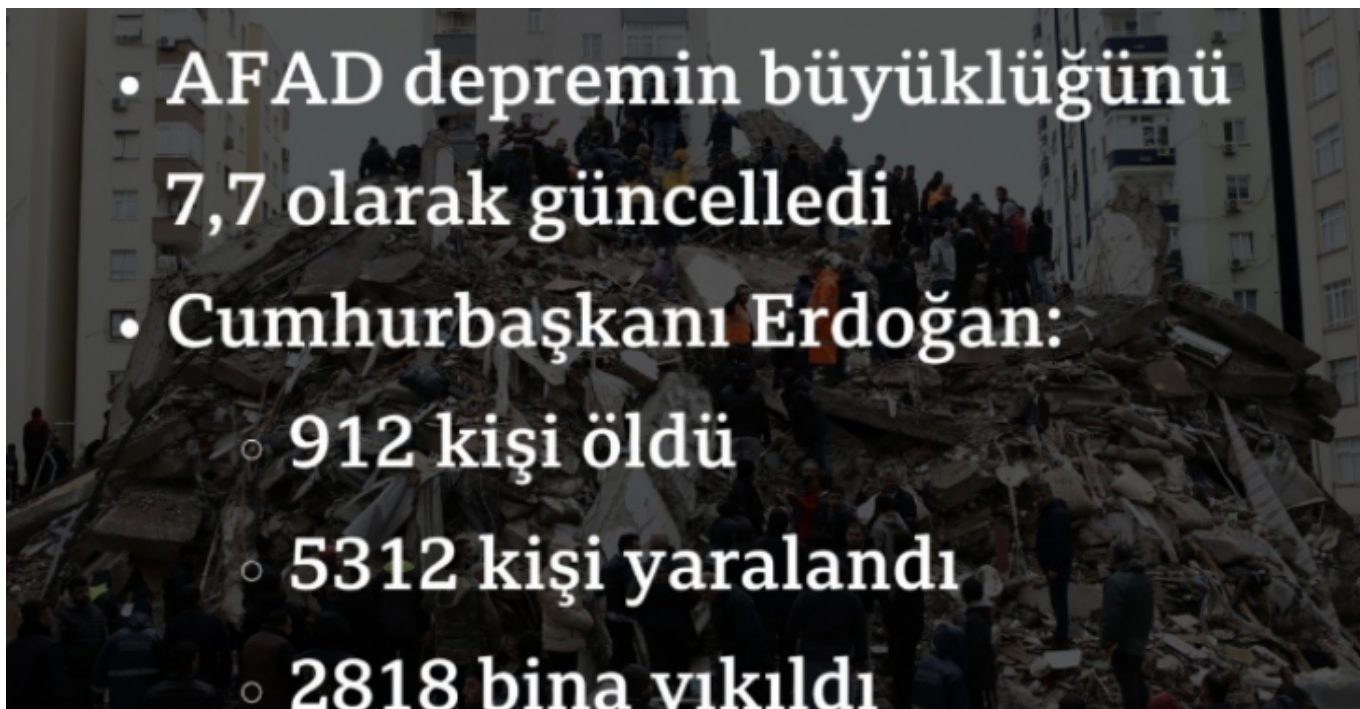 • AFAD depremin büyüklüğünü
7,7 olarak güncelledi
• Cumhurbaşkanı Erdoğan:
○ 912 kişi öldü
○ 5312 kişi yaralandı
○ 2818 bina yıkıldı